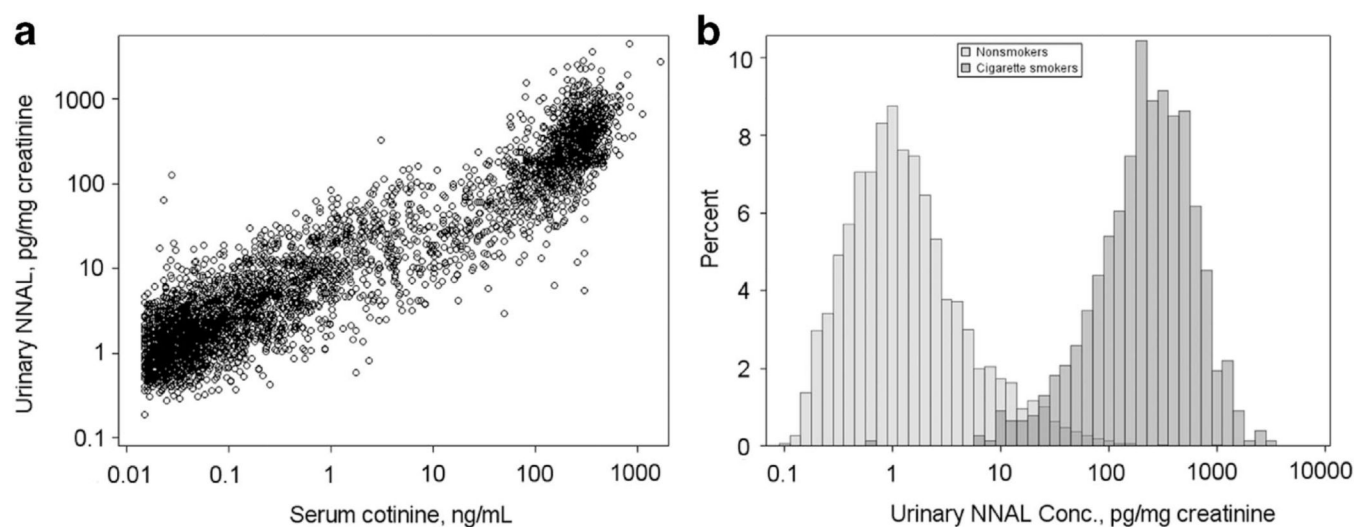 a
Urinary NNAL, pg/mg creatinine
1000
100
10
1
0.1
0.01 0.1 1 10 100 1000
Serum cotinine, ng/mL
b
Nonsmokers
Cigarette smokers
Percent
10
8
6
4
2
0
0.1 1 10 100 1000 10000
Urinary NNAL Conc., pg/mg creatinine